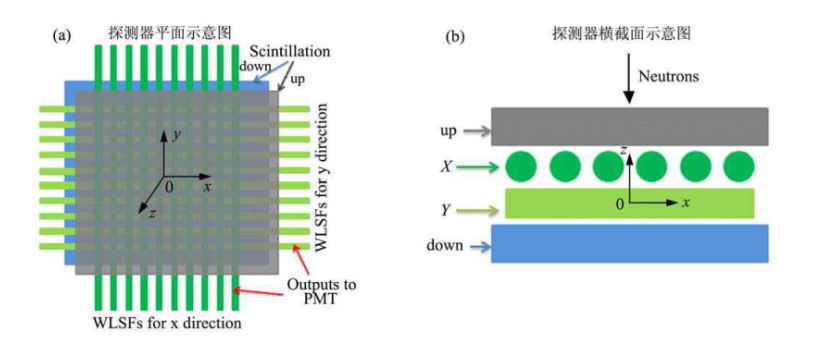 (a)
探测器平面示意图
Scintillation
down
up
y
x
0
z
WLSFs for y direction
Outputs to
PMT
WLSFs for x direction
(b)
探测器横截面示意图
Neutrons
up
X
z
Y
0
x
down